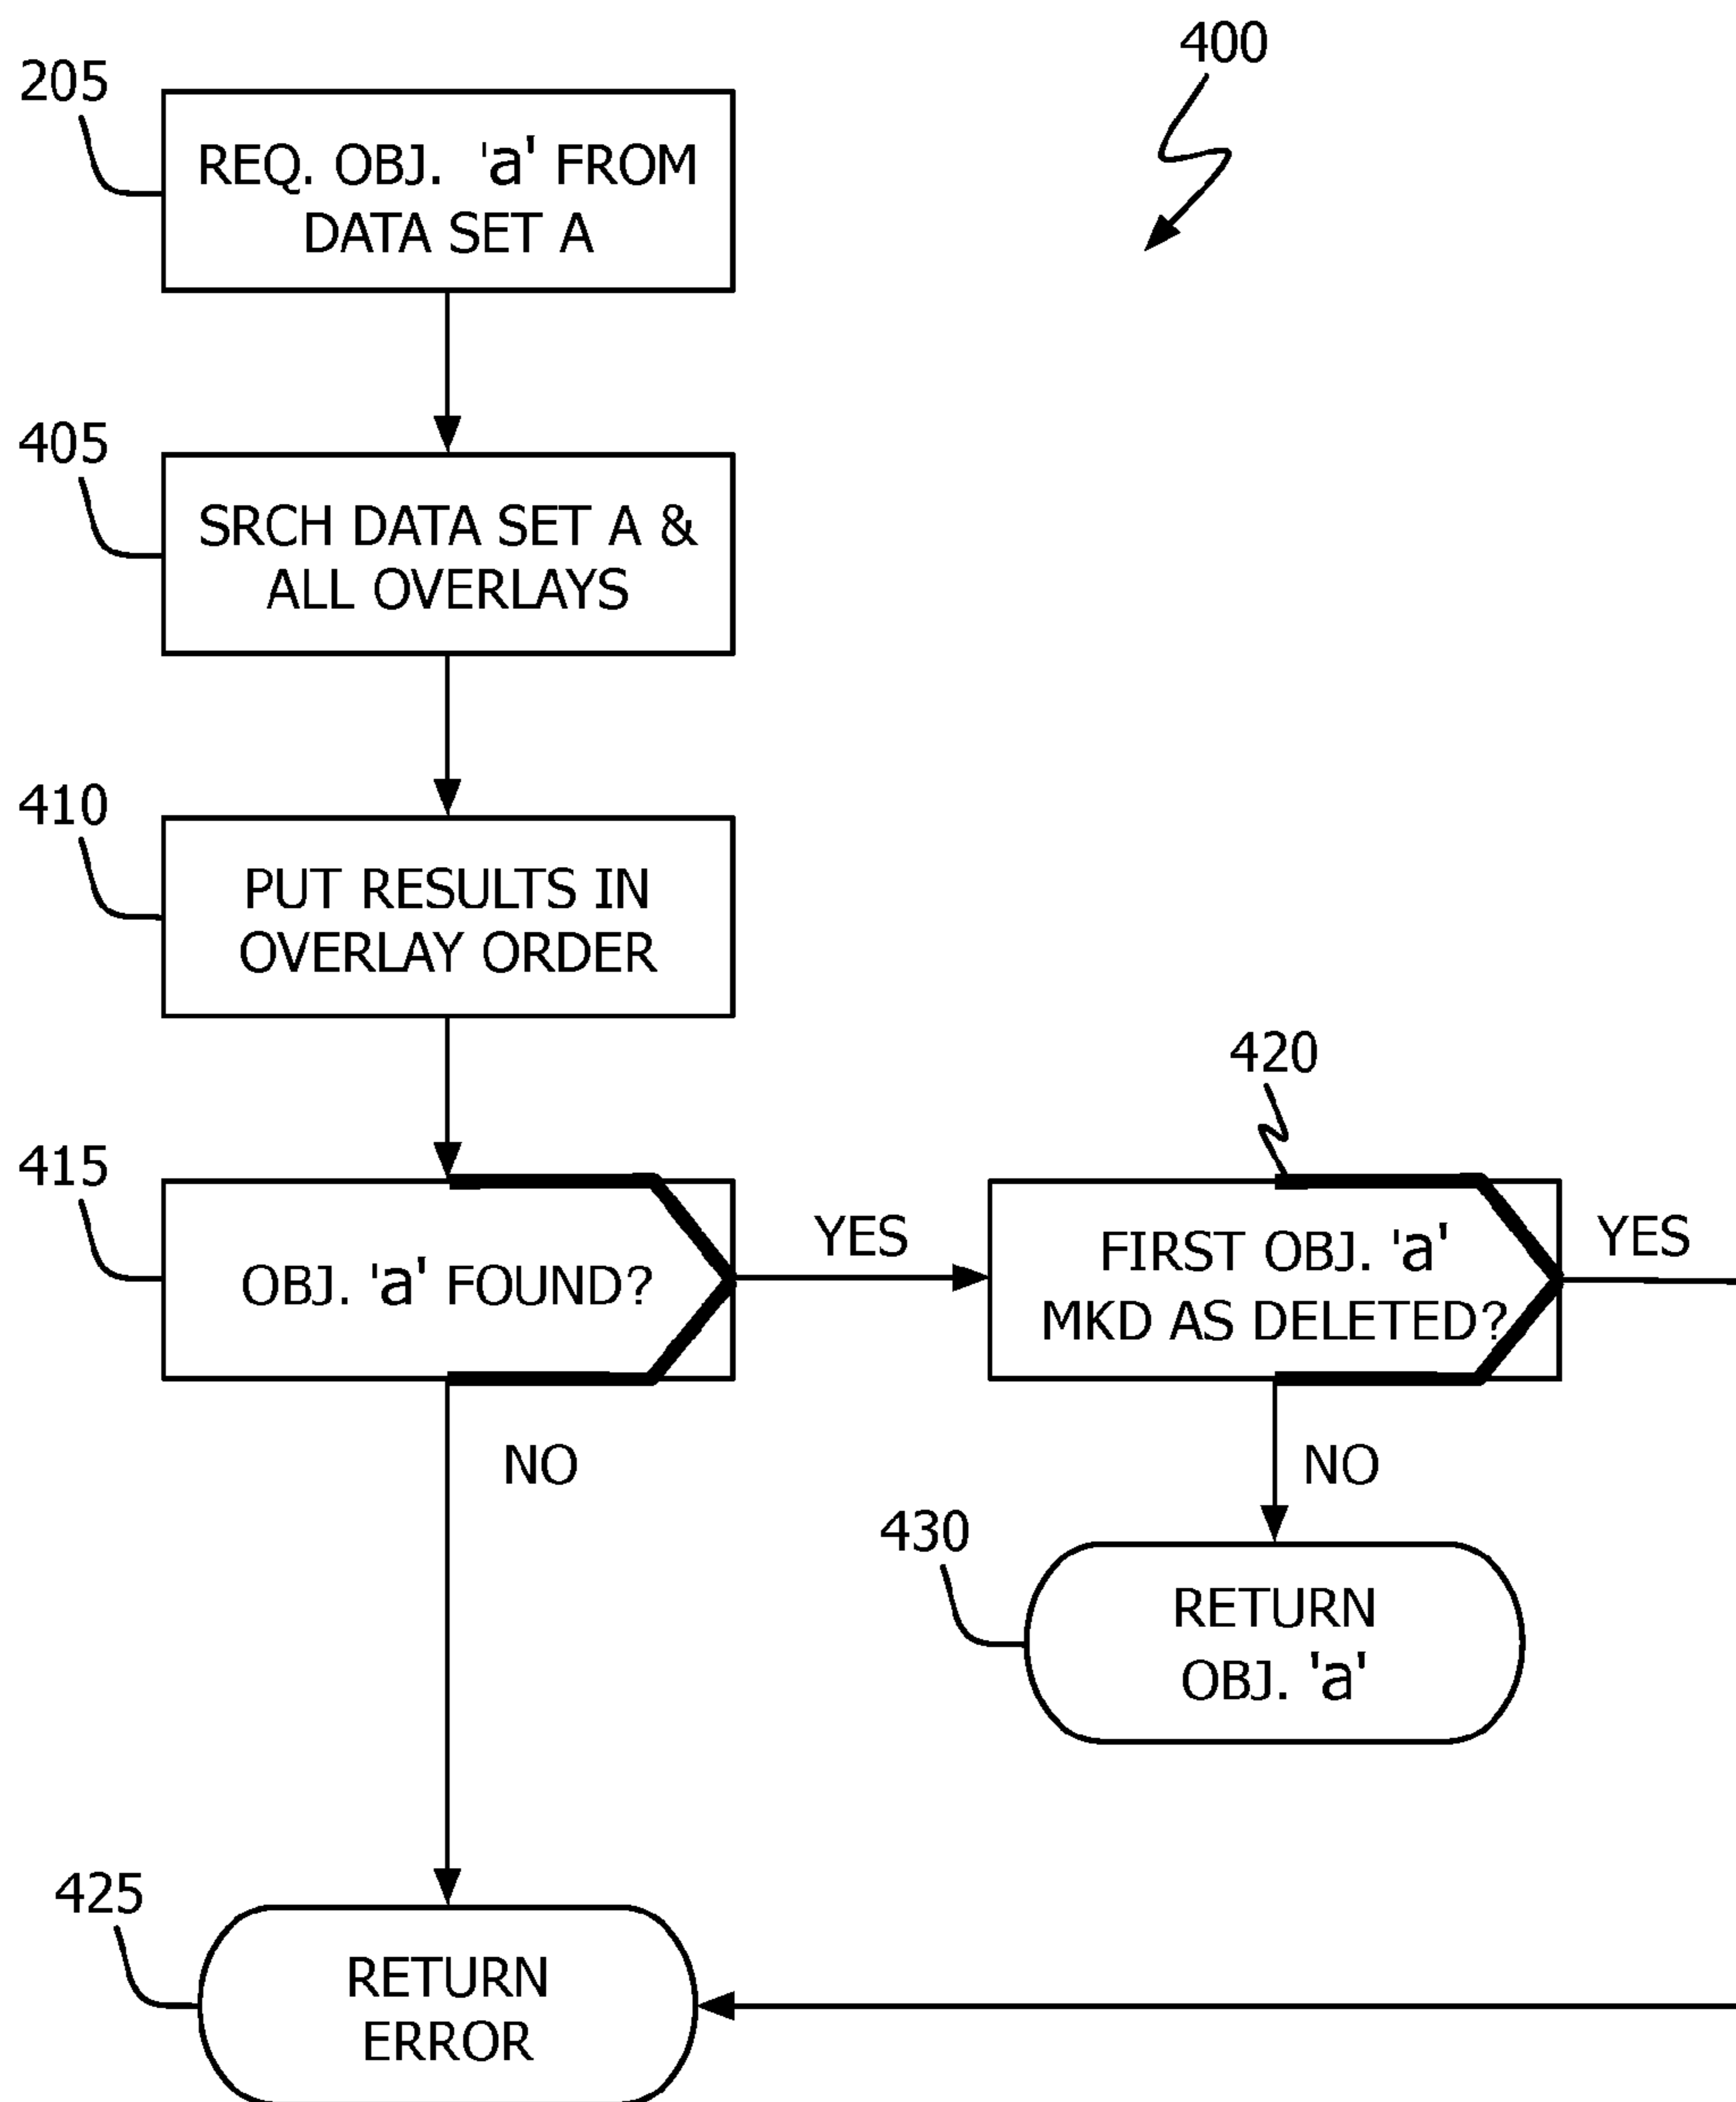 400
205
REQ. OBJ. 'a' FROM
DATA SET A
405
SRCH DATA SET A &
ALL OVERLAYS
410
PUT RESULTS IN
OVERLAY ORDER
415
OBJ. 'a' FOUND?
YES
NO
420
FIRST OBJ. 'a'
MKD AS DELETED?
YES
NO
430
RETURN
OBJ. 'a'
425
RETURN
ERROR